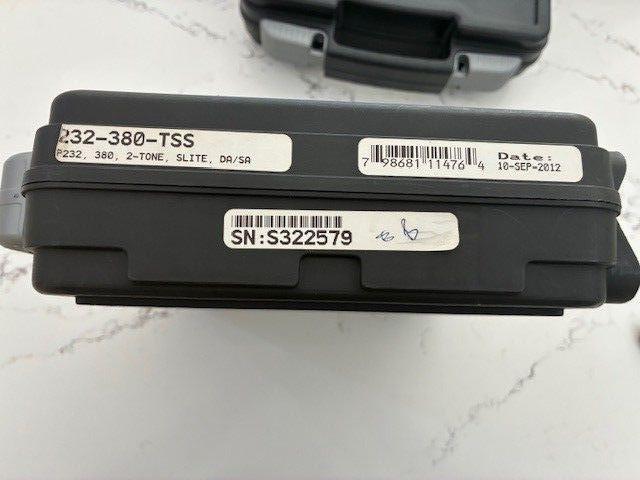 232-380-TSS
P232, 380, 2-TONE, SLITE, DA/SA
7 98681 11476 4
Date:
10-SEP-2012
SN:S322579